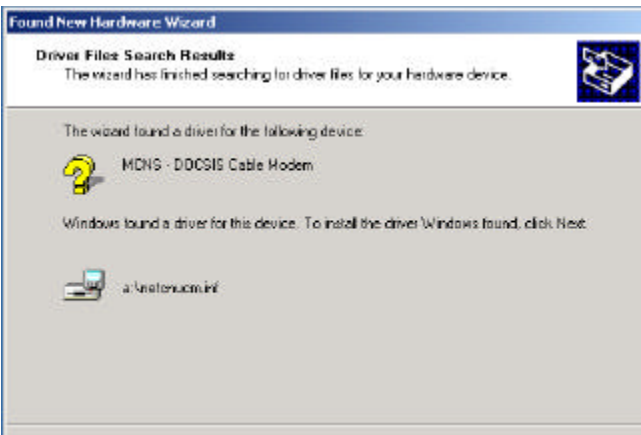 Found New Hardware Wizard
Driver Files Search Results
The wizard has finished searching for driver files for your hardware device.
The wizard found a driver for the following device:
MCNS - DOCSIS Cable Modem
Windows found a driver for this device. To install the driver Windows found, click Next.